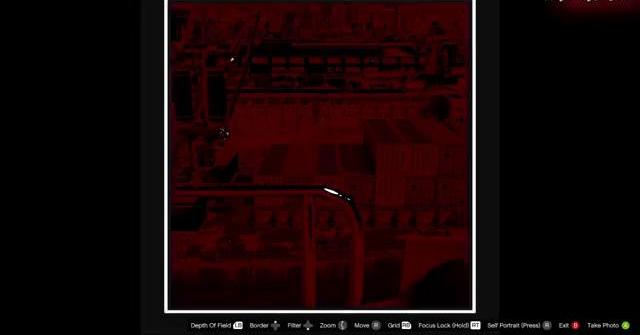 Depth Of Field LB Border Filter Zoom Move R Grid RB Focus Lock (Hold) RT Self Portrait (Press) R Exit B Take Photo A